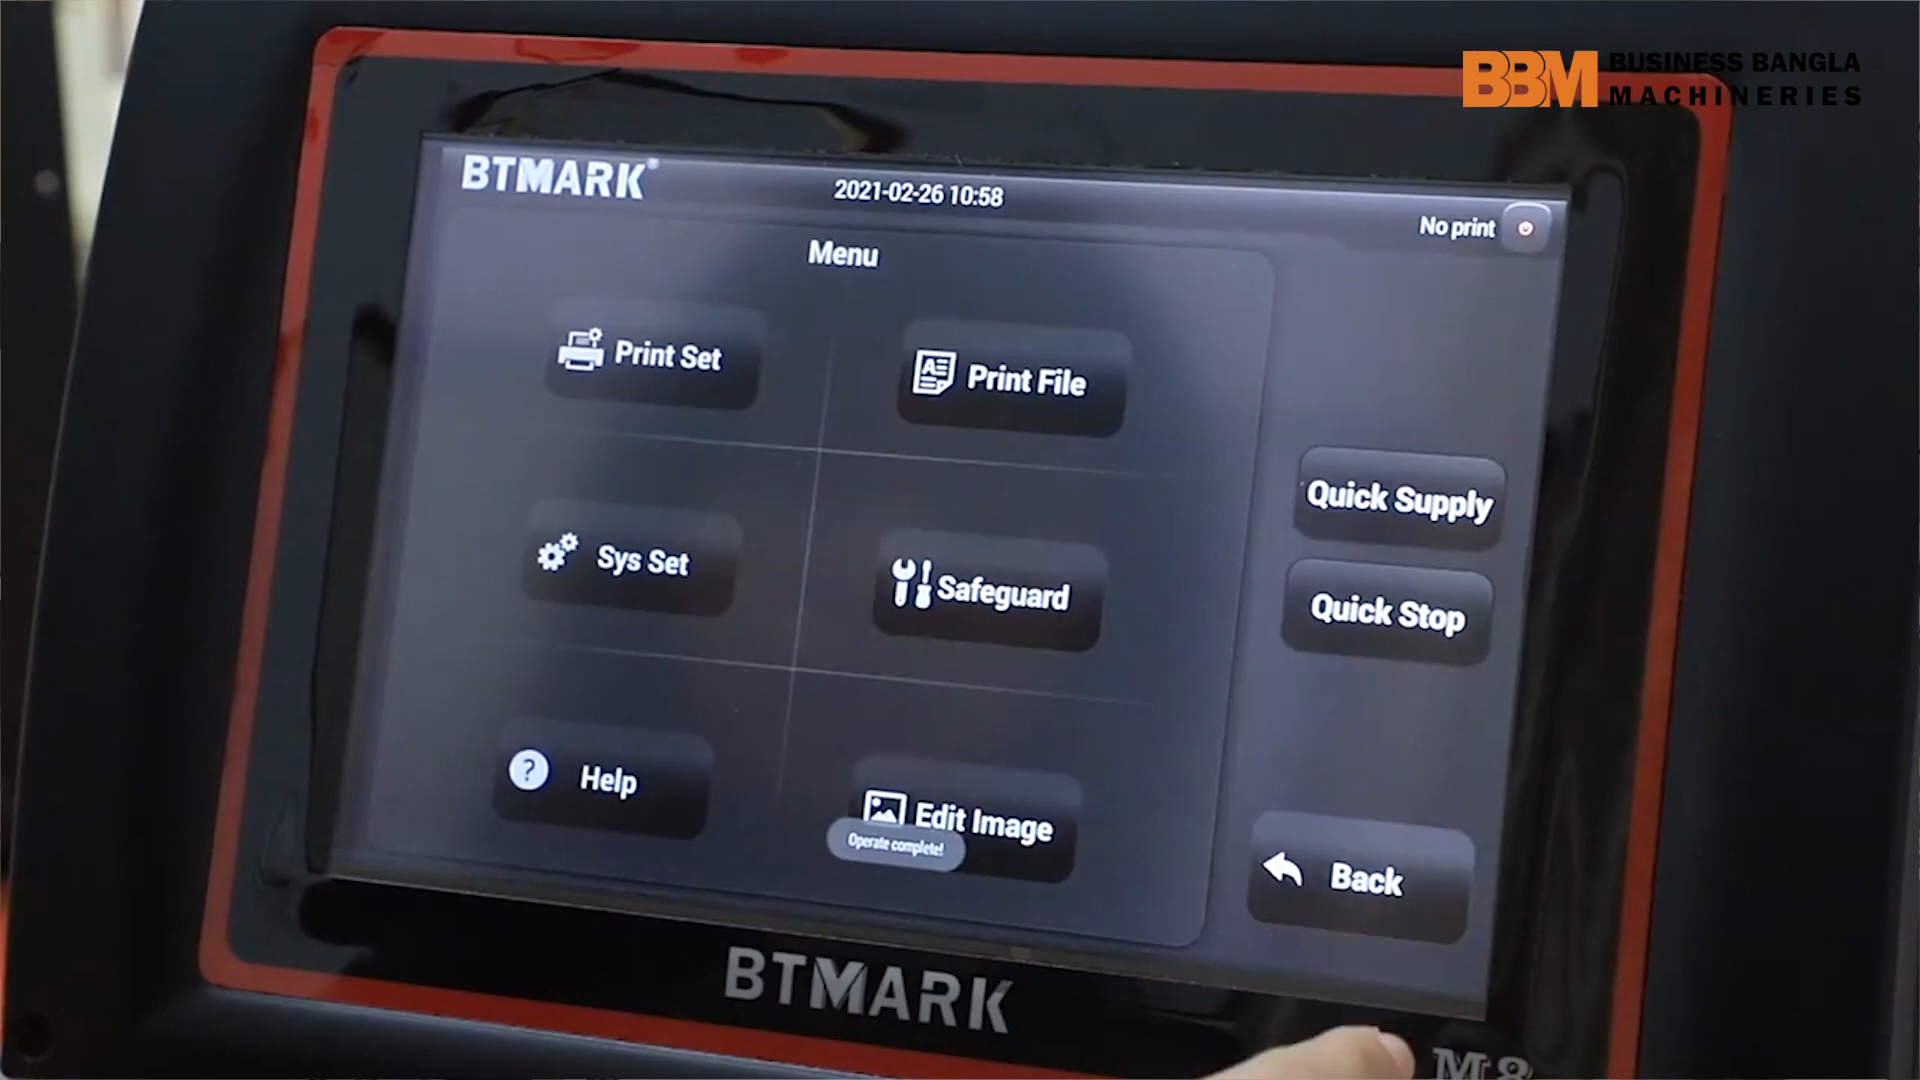 BBM BUSINESS BANGLA
MACHINERIES
BTMARK®
2021-02-26 10:58
No print
Menu
Print Set
Print File
Quick Supply
Sys Set
Safeguard
Quick Stop
Help
Edit Image
Operate complete!
Back
BTMARK
M8